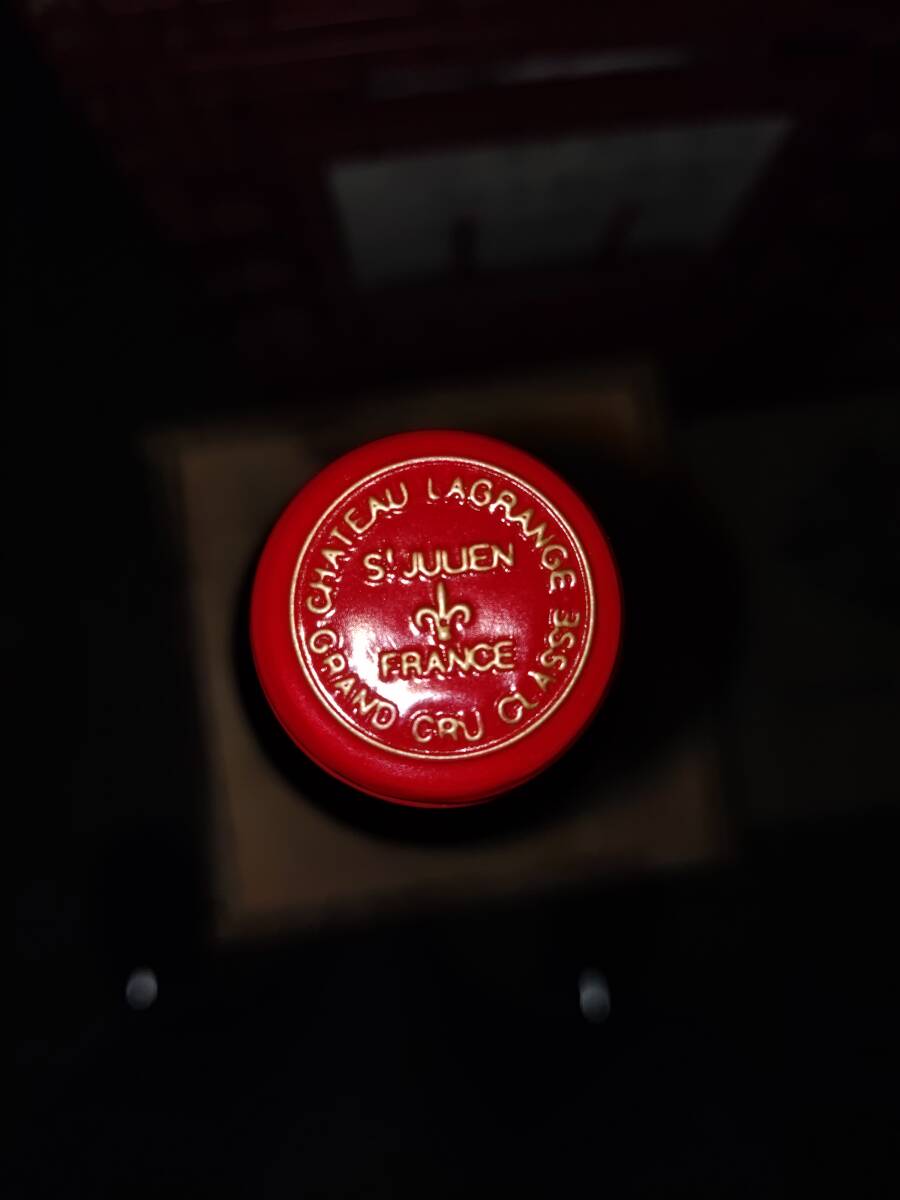 CHATEAU LAGRANGE
St JULIEN
FRANCE
GRAND CRU CLASSE